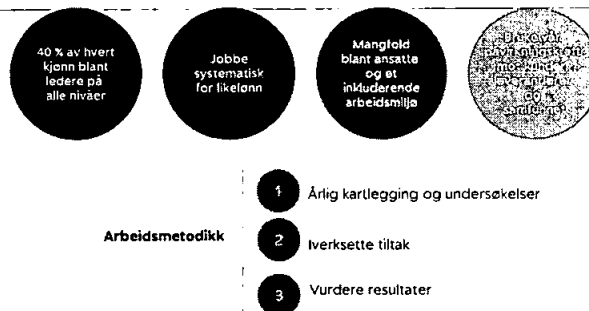 40 % av hvert
kjønn blant
ledere på
alle nivåer
Jobbe
systematisk
for likelønn
Mangfold
blant ansatte
og et
inkluderende
arbeidsmiljø
og
Arbeidsmetodikk
1 Årlig kartlegging og undersøkelser
2 Iverksette tiltak
3 Vurdere resultater